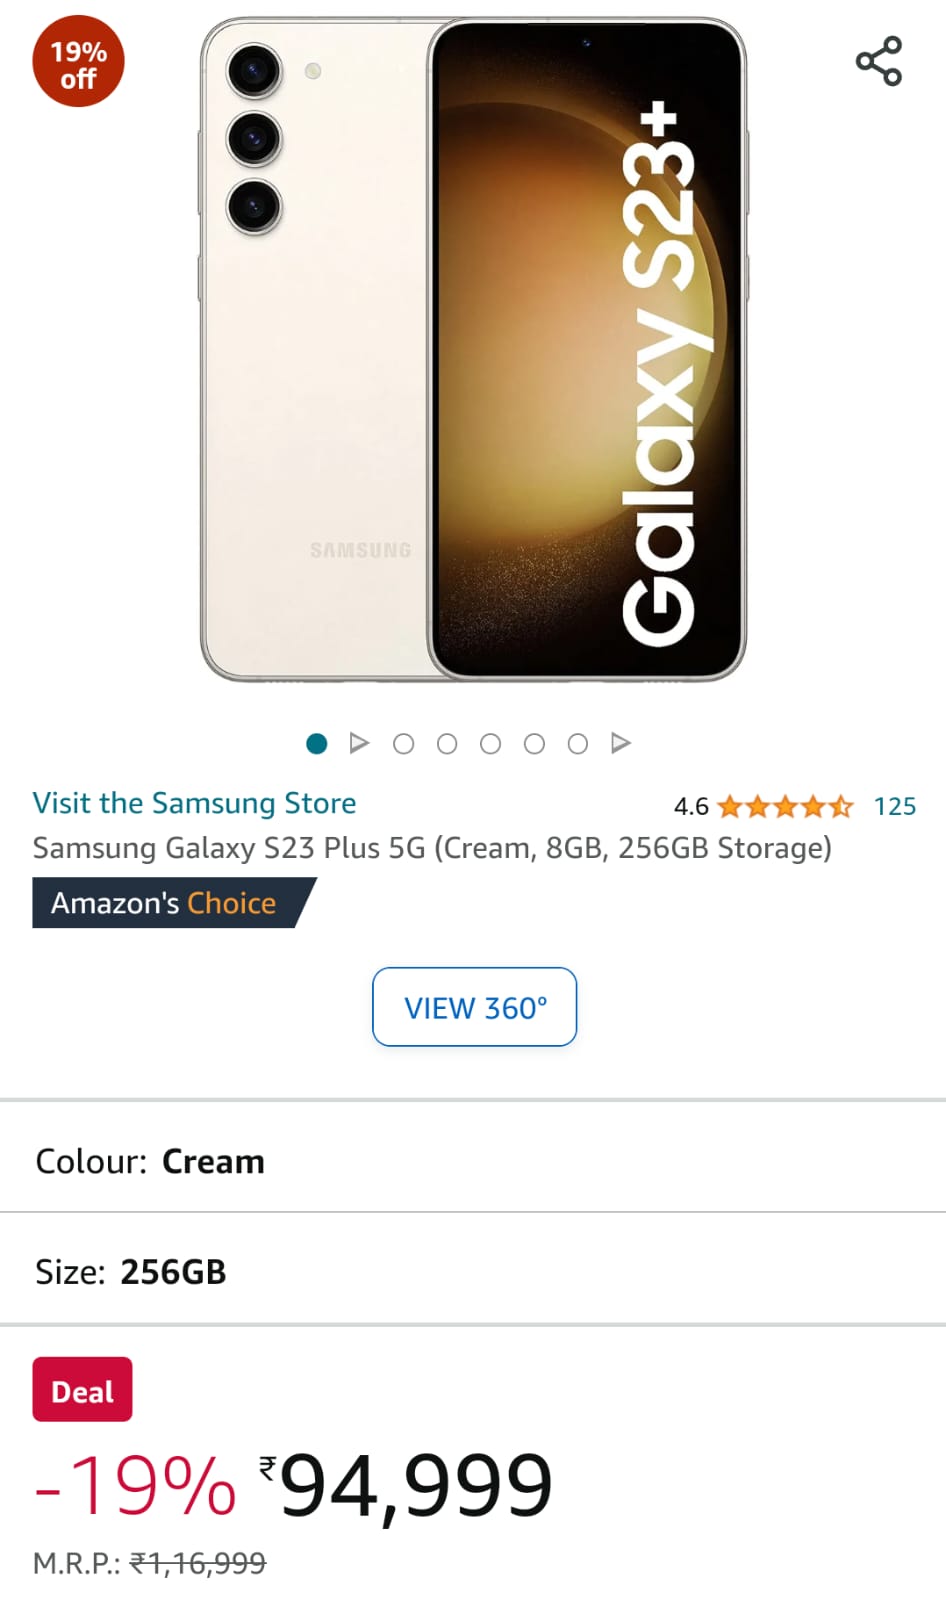 19%
off
SAMSUNG
Galaxy S23+
Visit the Samsung Store
4.6
125
Samsung Galaxy S23 Plus 5G (Cream, 8GB, 256GB Storage)
Amazon's Choice
VIEW 360°
Colour: Cream
Size: 256GB
Deal
-19% ₹94,999
M.R.P.: ₹1,16,999